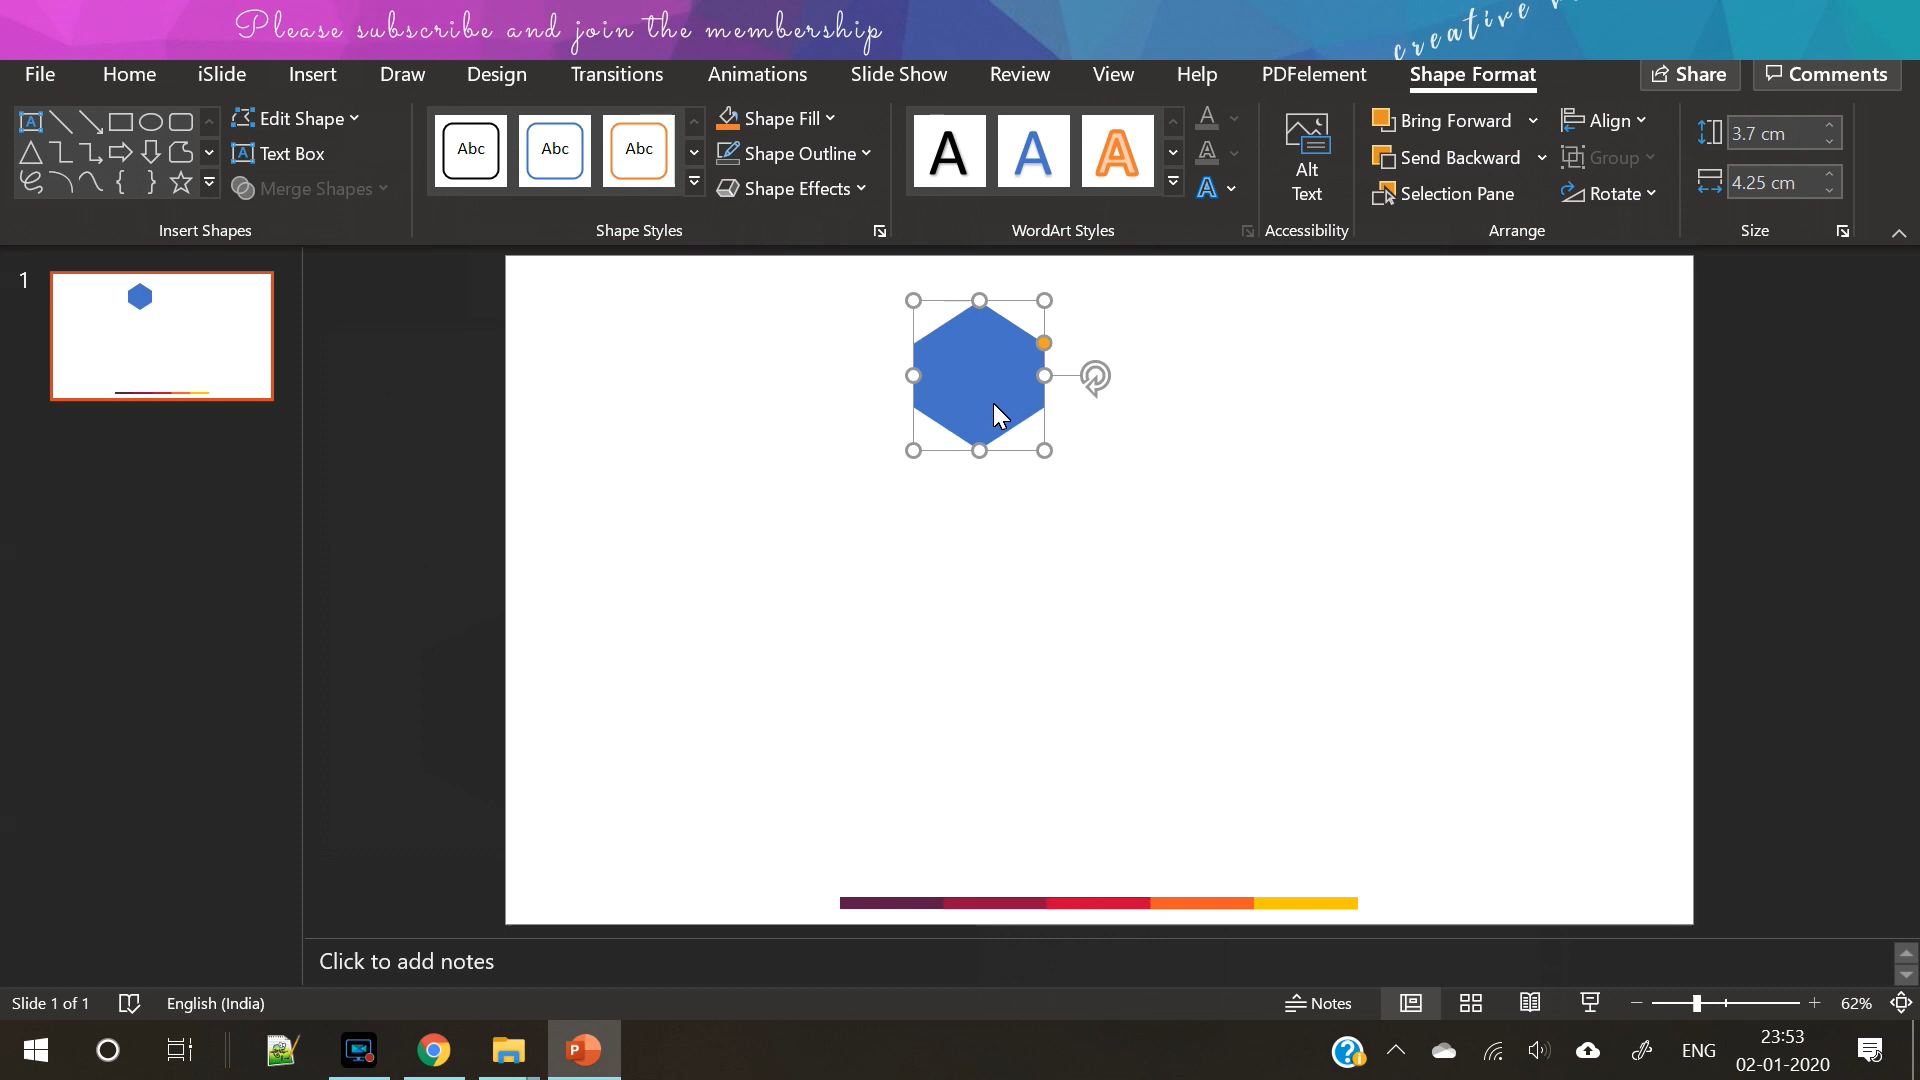 Please subscribe and join the membership
creative
File Home iSlide Insert Draw Design Transitions Animations Slide Show Review View Help PDFelement Shape Format Share Comments
Edit Shape
Text Box
Merge Shapes
Insert Shapes
Abc Abc Abc
Shape Fill
Shape Outline
Shape Effects
Shape Styles
A A A
WordArt Styles
Alt
Text
Accessibility
Bring Forward
Send Backward
Selection Pane
Align
Group
Rotate
Arrange
3.7 cm
4.25 cm
Size
1
Click to add notes
Slide 1 of 1 English (India) Notes 62%
ENG
23:53
02-01-2020